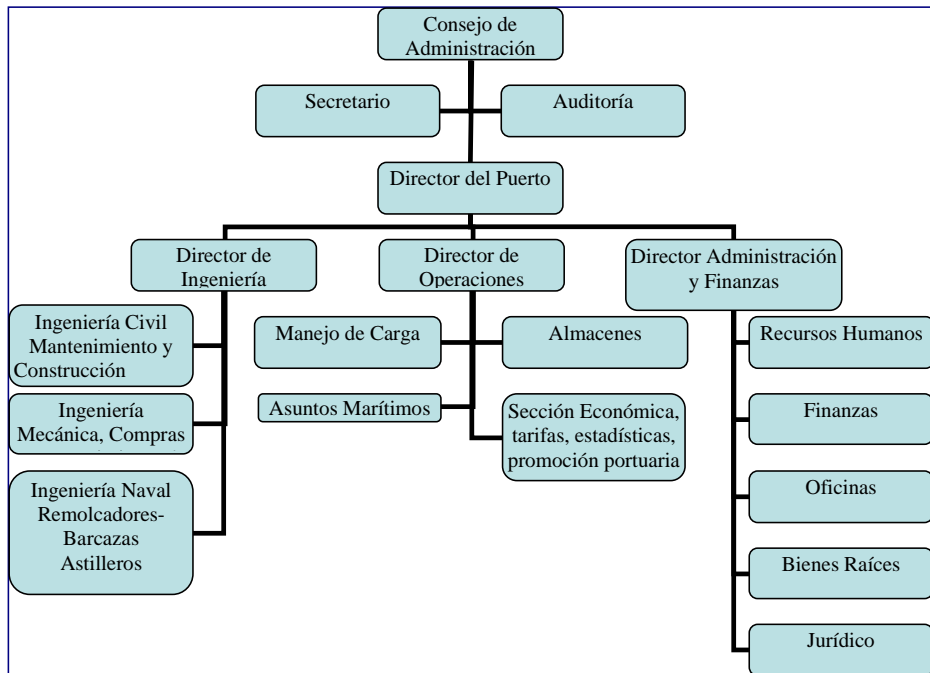 Consejo de
Administración
Secretario
Auditoría
Director del Puerto
Director de
Ingeniería
Director de
Operaciones
Director Administración
y Finanzas
Ingeniería Civil
Mantenimiento y
Construcción
Ingeniería
Mecánica, Compras
Ingeniería Naval
Remolcadores-
Barcazas
Astilleros
Manejo de Carga
Almacenes
Asuntos Marítimos
Sección Económica,
tarifas, estadísticas,
promoción portuaria
Recursos Humanos
Finanzas
Oficinas
Bienes Raíces
Jurídico